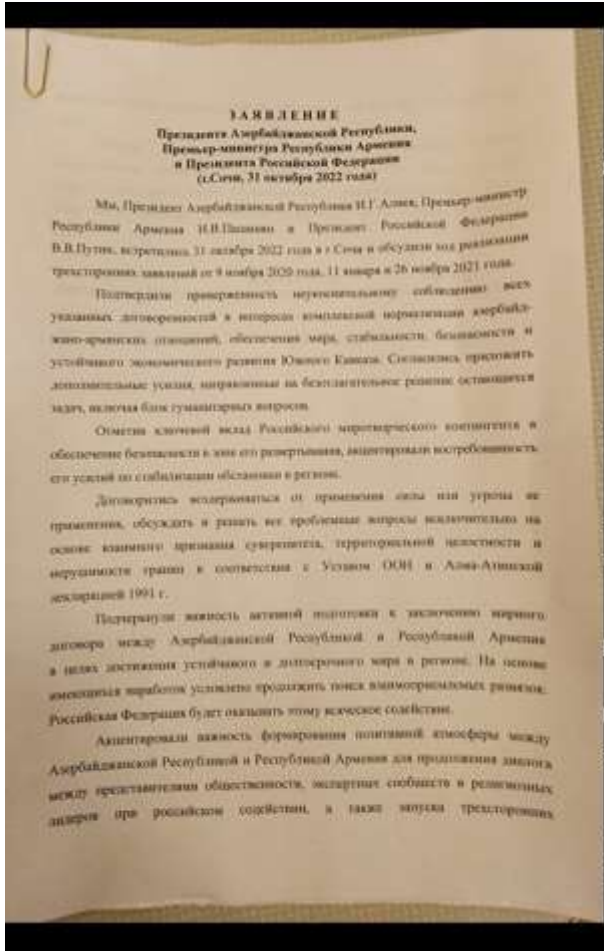 ЗАЯВЛЕНИЕ
Президента Азербайджанской Республики,
Премьер-министра Республики Армения
и Президента Российской Федерации
(г.Сочи, 31 октября 2022 года)
Мы, Президент Азербайджанской Республики И.Г.Алиев, Премьер-министр
Республики Армения Н.В.Пашинян и Президент Российской Федерации
В.В.Путин, встретились 31 октября 2022 года в г.Сочи и обсудили ход реализации
трехсторонних заявлений от 9 ноября 2020 года, 11 января и 26 ноября 2021 года.
Подтвердили приверженность неукоснительному соблюдению всех
указанных договоренностей в интересах комплексной нормализации азербайд-
жано-армянских отношений, обеспечения мира, стабильности, безопасности и
устойчивого экономического развития Южного Кавказа. Согласились приложить
дополнительные усилия, направленные на безотлагательное решение остающихся
задач, включая блок гуманитарных вопросов.
Отметив ключевой вклад Российского миротворческого контингента в
обеспечение безопасности в зоне его развертывания, акцентировали востребованность
его усилий по стабилизации обстановки в регионе.
Договорились воздерживаться от применения силы или угрозы ее
применения, обсуждать и решать все проблемные вопросы исключительно на
основе взаимного признания суверенитета, территориальной целостности и
нерушимости границ в соответствии с Уставом ООН и Алма-Атинской
декларацией 1991 г.
Подчеркнули важность активной подготовки к заключению мирного
договора между Азербайджанской Республикой и Республикой Армения
в целях достижения устойчивого и долгосрочного мира в регионе. На основе
имеющихся наработок условлено продолжить поиск взаимоприемлемых развязок.
Российская Федерация будет оказывать этому всяческое содействие.
Акцентировали важность формирования позитивной атмосферы между
Азербайджанской Республикой и Республикой Армения для продолжения диалога
между представителями общественности, экспертных сообществ и религиозных
лидеров при российском содействии, а также запуска трехсторонних